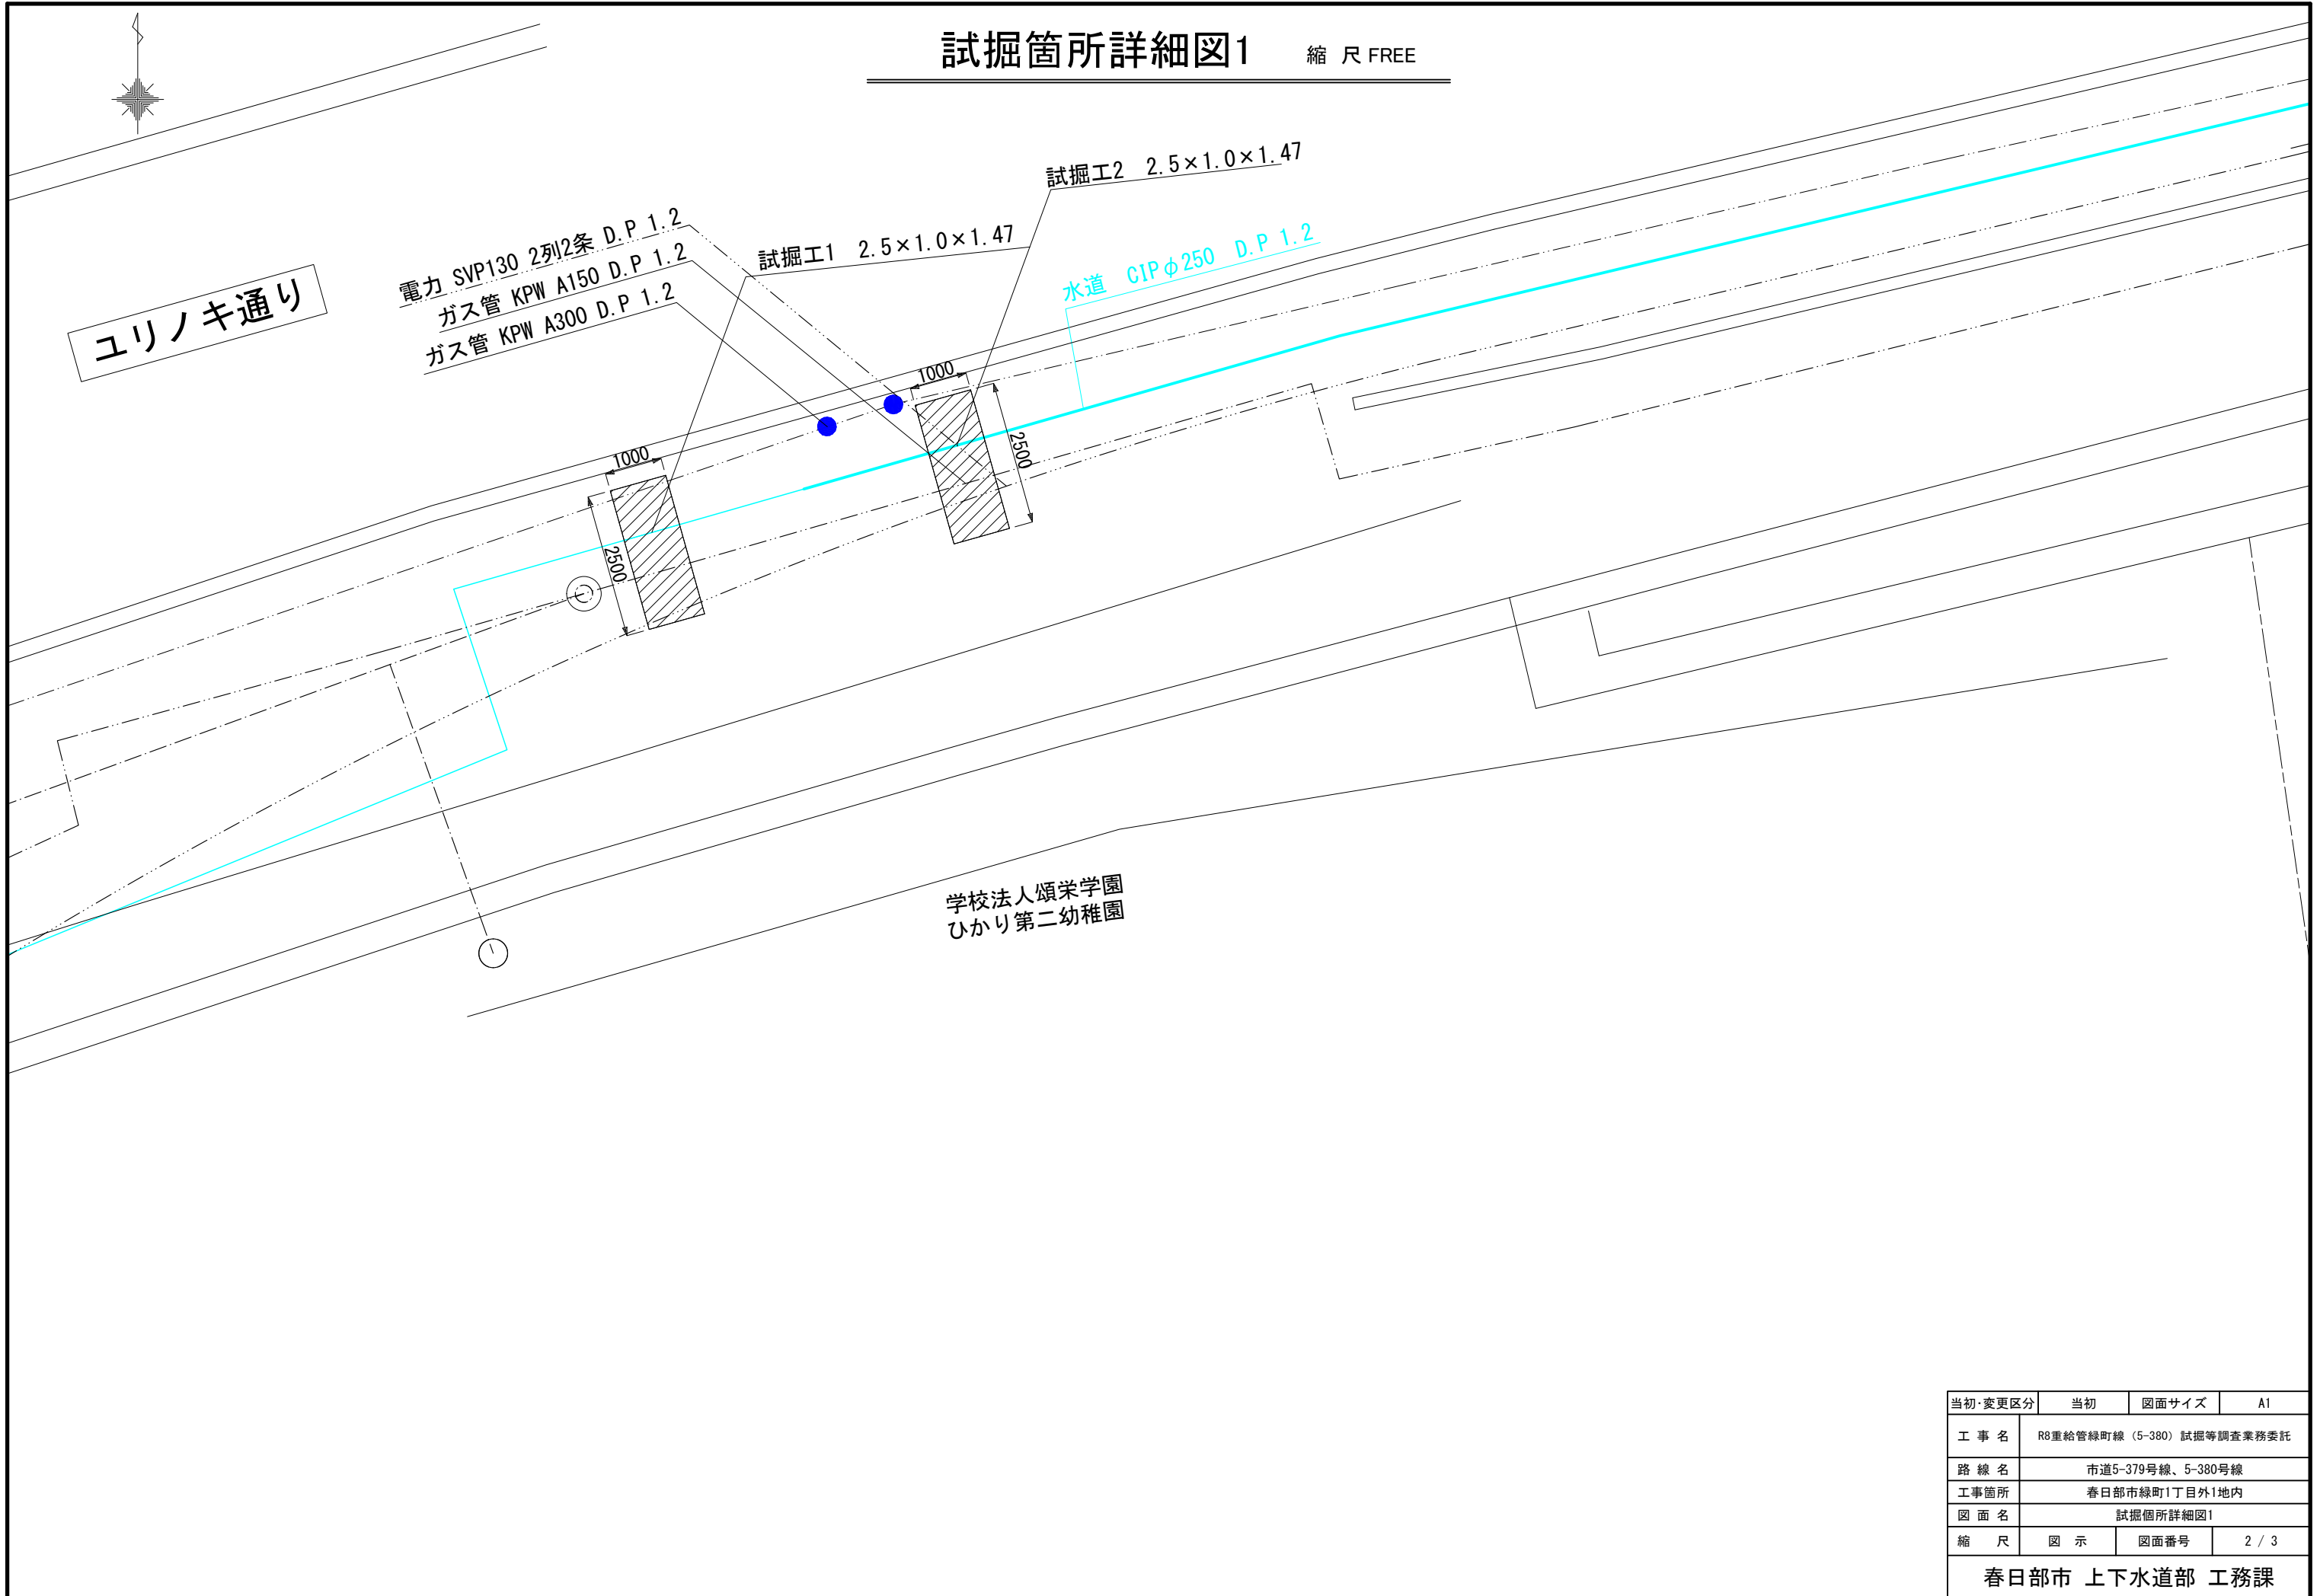 試掘箇所詳細図1 縮 尺 FREE
試掘工2 2.5×1.0×1.47
試掘工1 2.5×1.0×1.47
水道 CIPφ250 D.P 1.2
電力 SVP130 2列2条 D.P 1.2
ガス管 KPW A150 D.P 1.2
ガス管 KPW A300 D.P 1.2
ユリノキ通り
1000
2500
1000
2500
学校法人頌栄学園
ひかり第二幼稚園
当初・変更区分 当初 図面サイズ A1
工 事 名 R8重給管緑町線（5-380）試掘等調査業務委託
路 線 名 市道5-379号線、5-380号線
工事箇所 春日部市緑町1丁目外1地内
図 面 名 試掘個所詳細図1
縮 尺 図 示 図面番号 2 / 3
春日部市 上下水道部 工務課